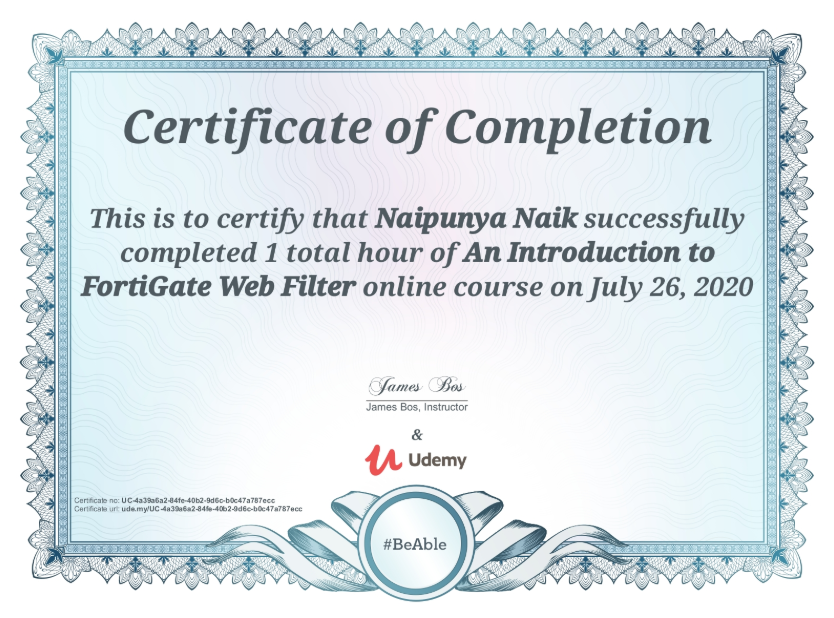 Certificate of Completion
This is to certify that Naipunya Naik successfully
completed 1 total hour of An Introduction to
FortiGate Web Filter online course on July 26, 2020
James Bos
James Bos, Instructor
&
Udemy
Certificate no: UC-4a39a6a2-84fe-40b2-9d6c-b0c47a787ecc
Certificate url: ude.my/UC-4a39a6a2-84fe-40b2-9d6c-b0c47a787ecc
#BeAble